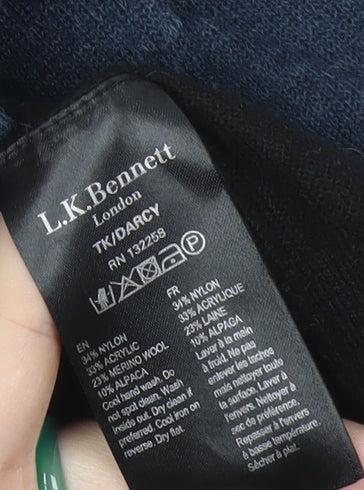 L.K.Bennett
London
TK/DARCY
RN 132258
P
EN
34% NYLON
33% ACRYLIC
23% MERINO WOOL
10% ALPACA
Cool hand wash. Do
not spot clean. Wash
inside out. Dry clean if
preferred. Cool iron on
reverse. Dry flat.
FR
34% NYLON
33% ACRYLIQUE
23% LAINE
10% ALPACA
Laver à la main
à froid. Ne pas
enlever les tâches
mais nettoyer toute
la surface. Laver à
l'envers. Nettoyer
sec de préférence.
Repasser à l'envers
à basse température.
Sécher à plat.